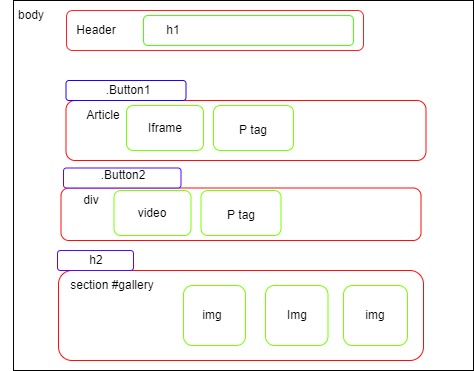 body
Header
h1
.Button1
Article
Iframe
P tag
.Button2
div
video
P tag
h2
section #gallery
img
Img
img